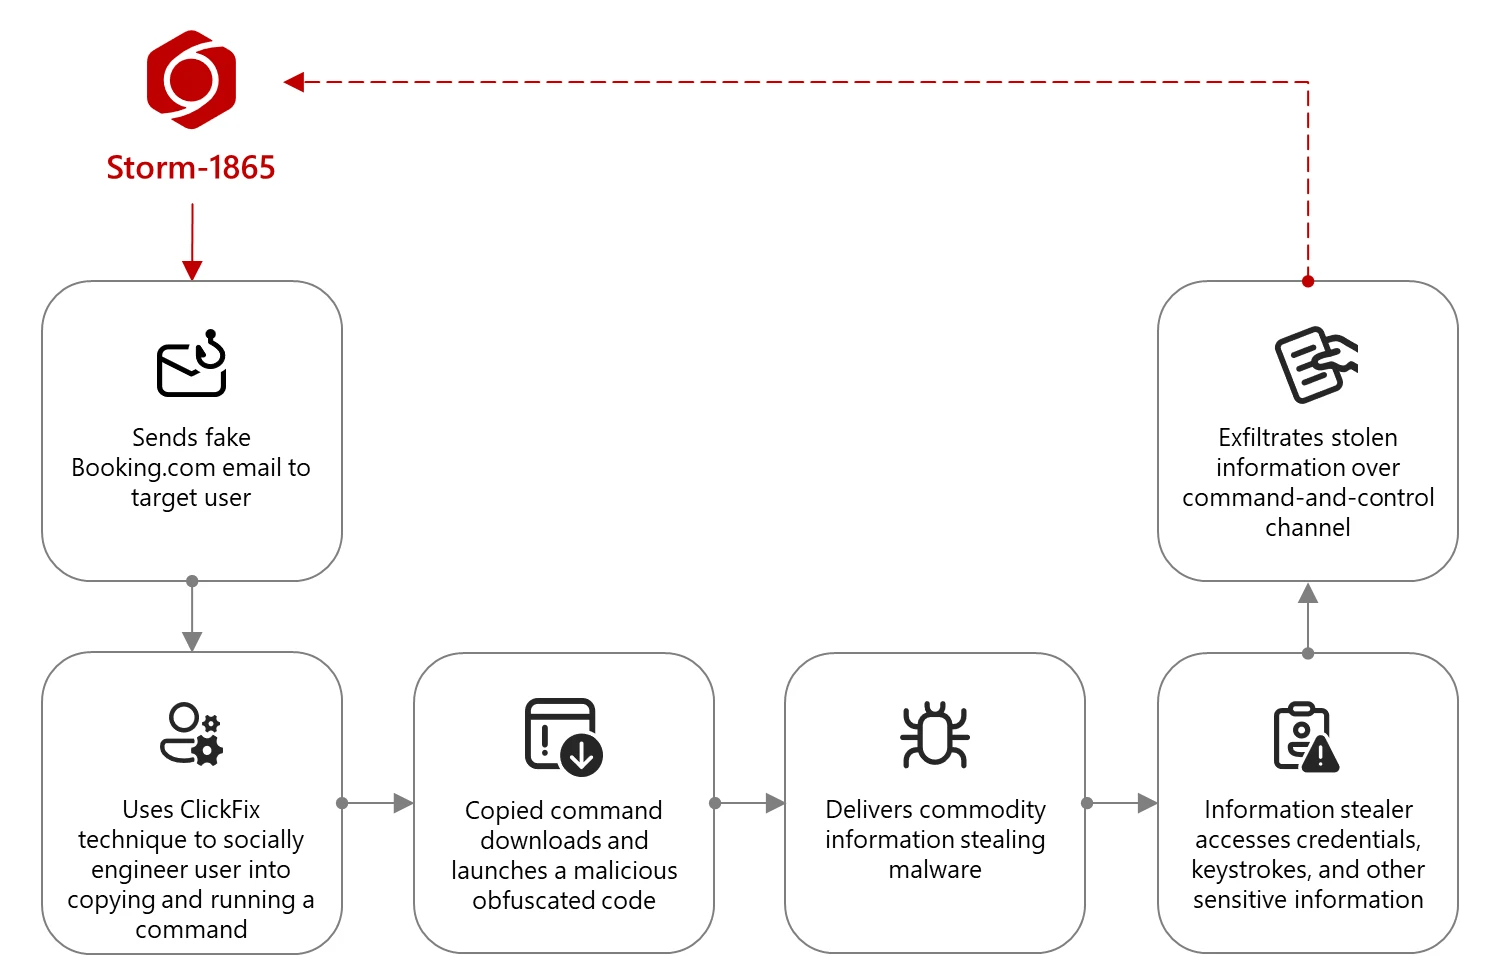 Storm-1865
Sends fake
Booking.com email to
target user
Uses ClickFix
technique to socially
engineer user into
copying and running a
command
Copied command
downloads and
launches a malicious
obfuscated code
Delivers commodity
information stealing
malware
Information stealer
accesses credentials,
keystrokes, and other
sensitive information
Exfiltrates stolen
information over
command-and-control
channel